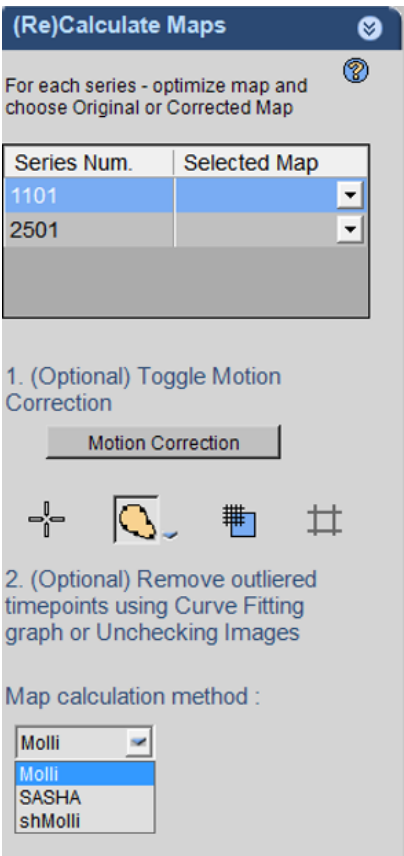 (Re)Calculate Maps
For each series - optimize map and
choose Original or Corrected Map
Series Num. Selected Map
1101
2501
1. (Optional) Toggle Motion
Correction
Motion Correction
2. (Optional) Remove outliered
timepoints using Curve Fitting
graph or Unchecking Images
Map calculation method :
Molli
Molli
SASHA
shMolli